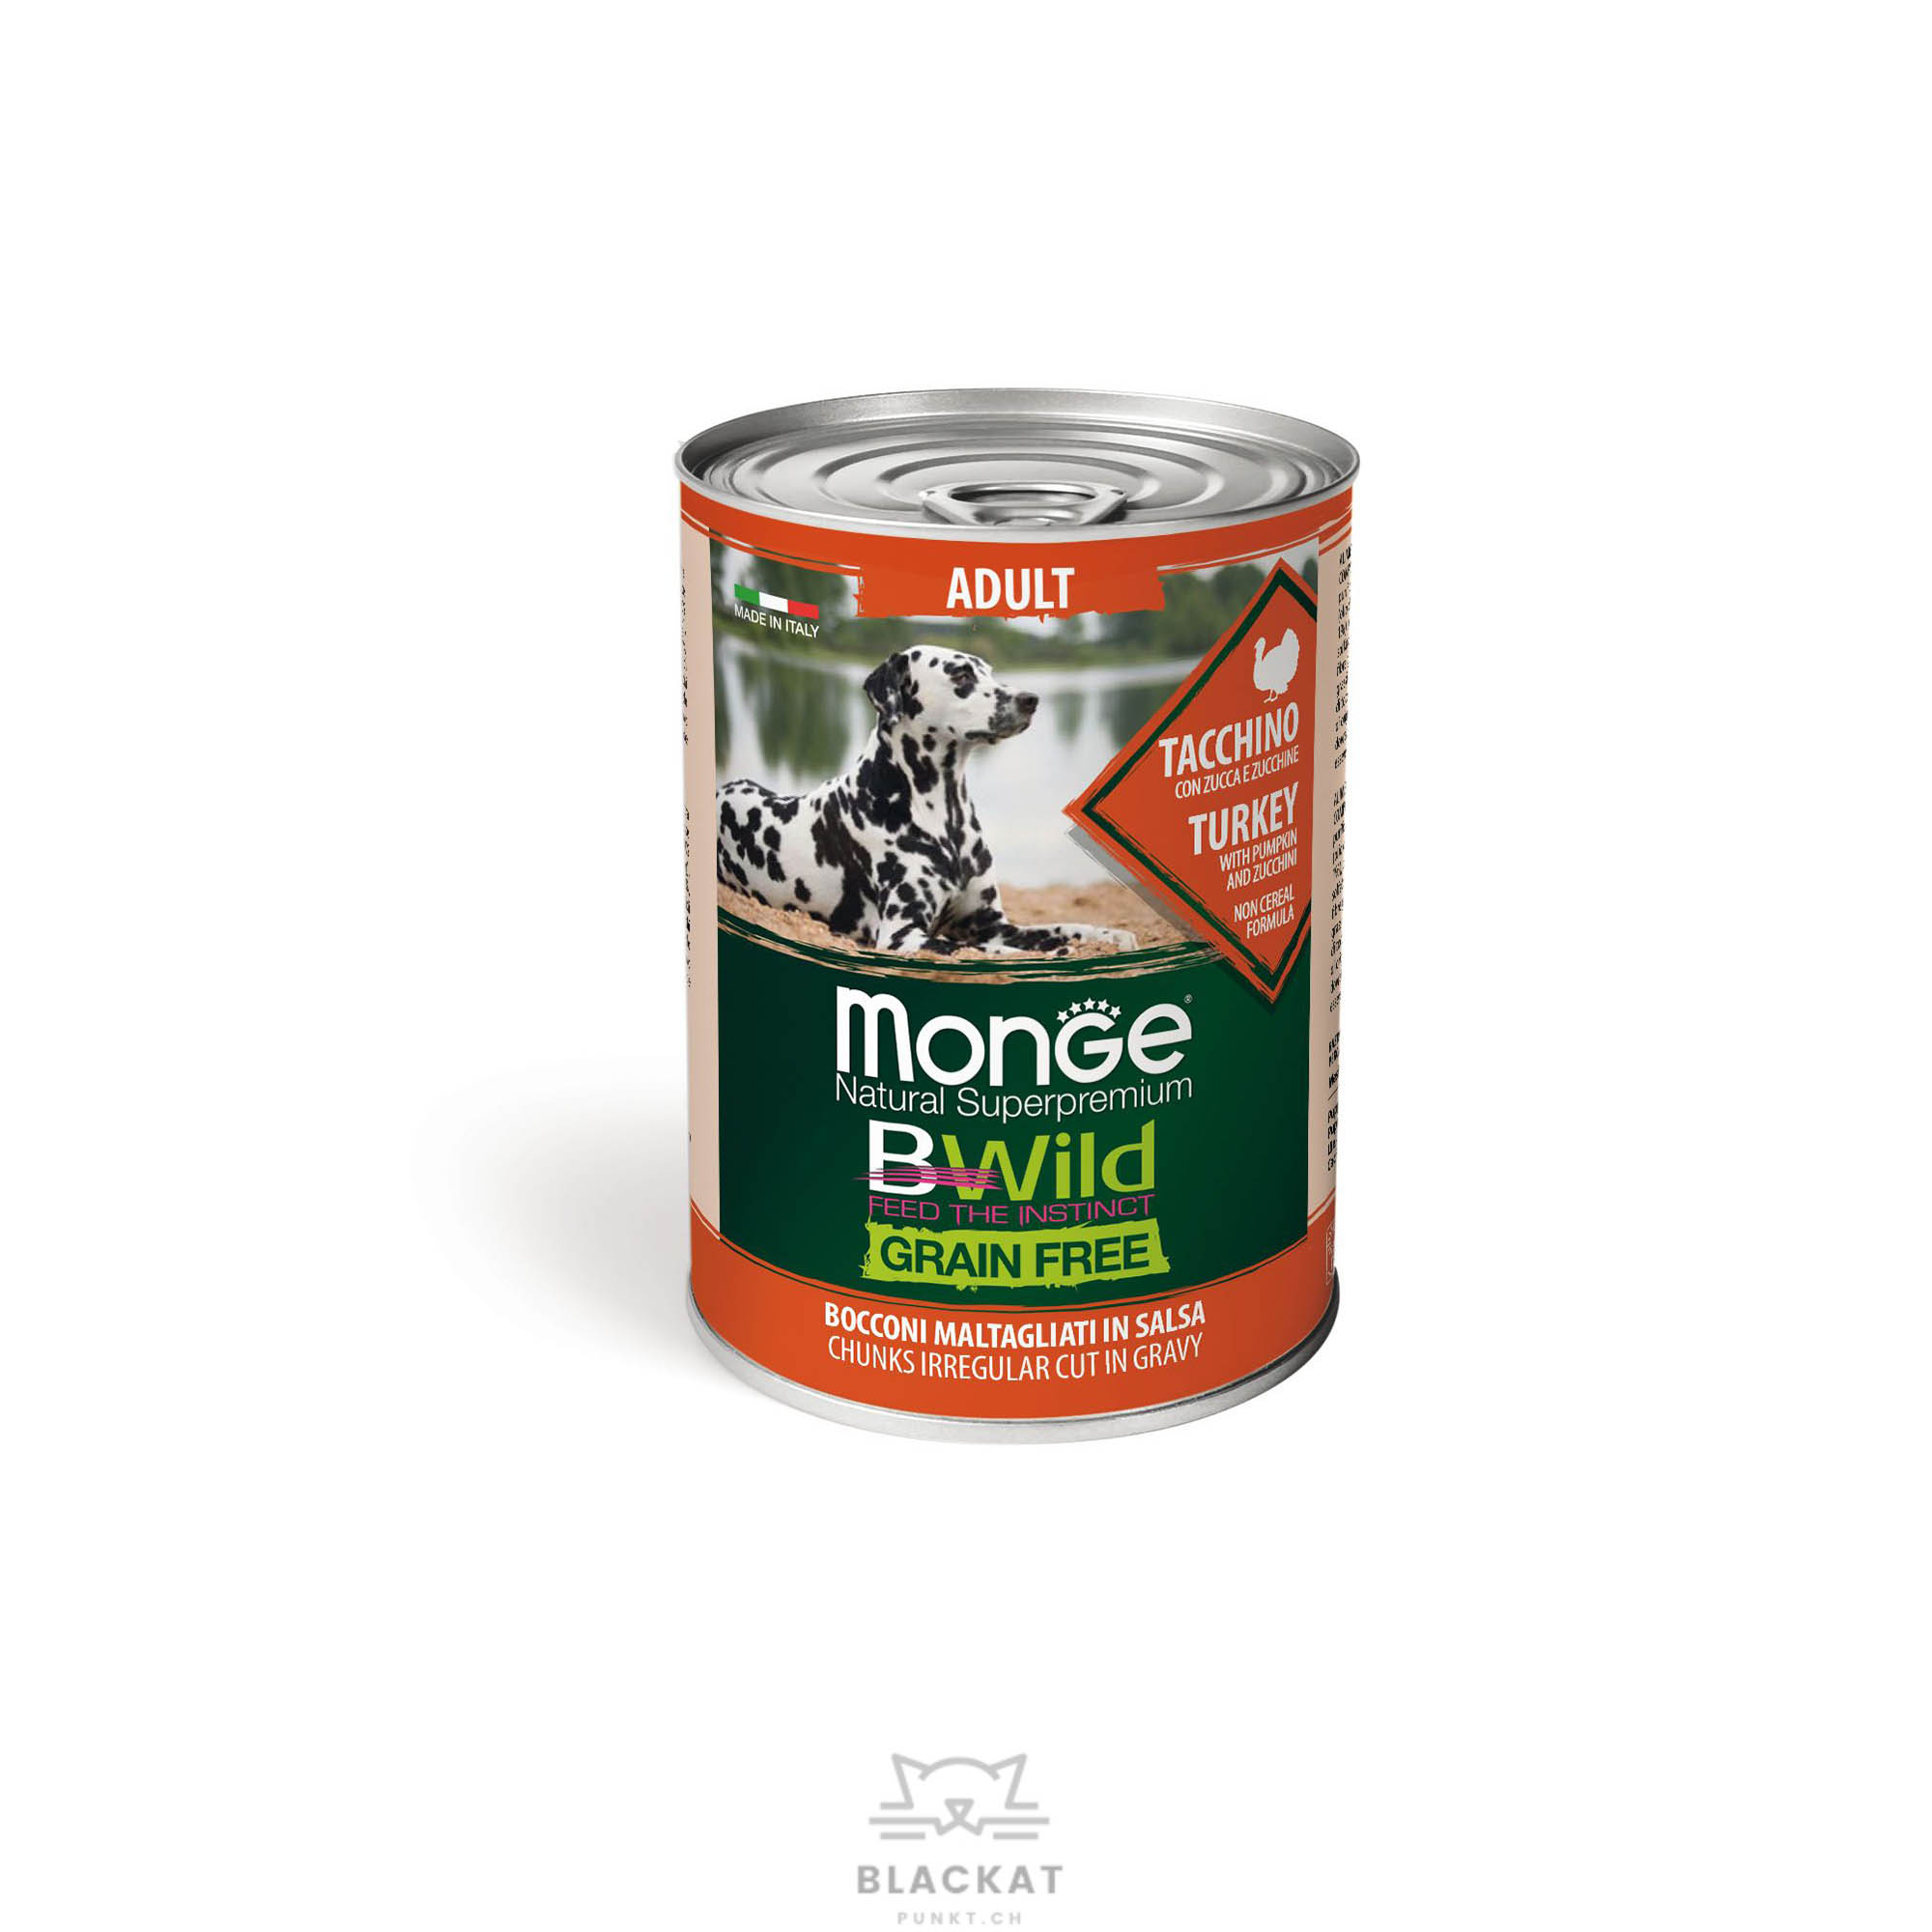 ADULT
MADE IN ITALY
TACCHINO
CON ZUCCA E ZUCCHINE
TURKEY
WITH PUMPKIN
AND ZUCCHINI
NON CEREAL
FORMULA
monGe®
Natural Superpremium
BWild
FEED THE INSTINCT
GRAIN FREE
BOCCONI MALTAGLIATI IN SALSA
CHUNKS IRREGULAR CUT IN GRAVY
BLACKAT
PUNKT.CH